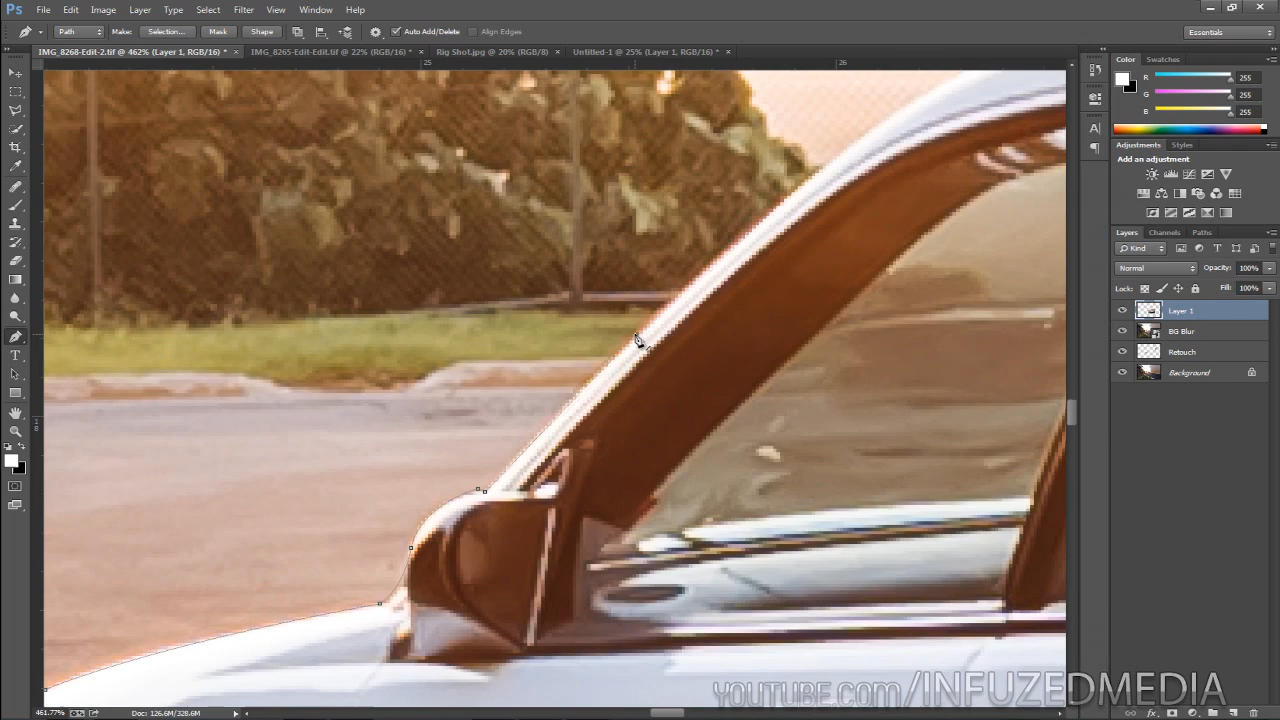 Ps File Edit Image Layer Type Select Filter View Window Help
Path Make: Selection... Mask Shape Auto Add/Delete Align Edges Essentials
IMG_8268-Edit-2.tif @ 462% (Layer 1, RGB/16) * × IMG_8265-Edit-Edit.tif @ 22% (RGB/16) * × Rig Shot.jpg @ 20% (RGB/8) × Untitled-1 @ 25% (Layer 1, RGB/16) * ×
25 26
18
Color Swatches
R 255
G 255
B 255
Adjustments Styles
Add an adjustment
Layers Channels Paths
Kind
Normal Opacity: 100%
Lock: Fill: 100%
Layer 1
BG Blur
Retouch
Background
YOUTUBE.COM/INFUZEDMEDIA
461.77% Doc: 126.6M/328.6M